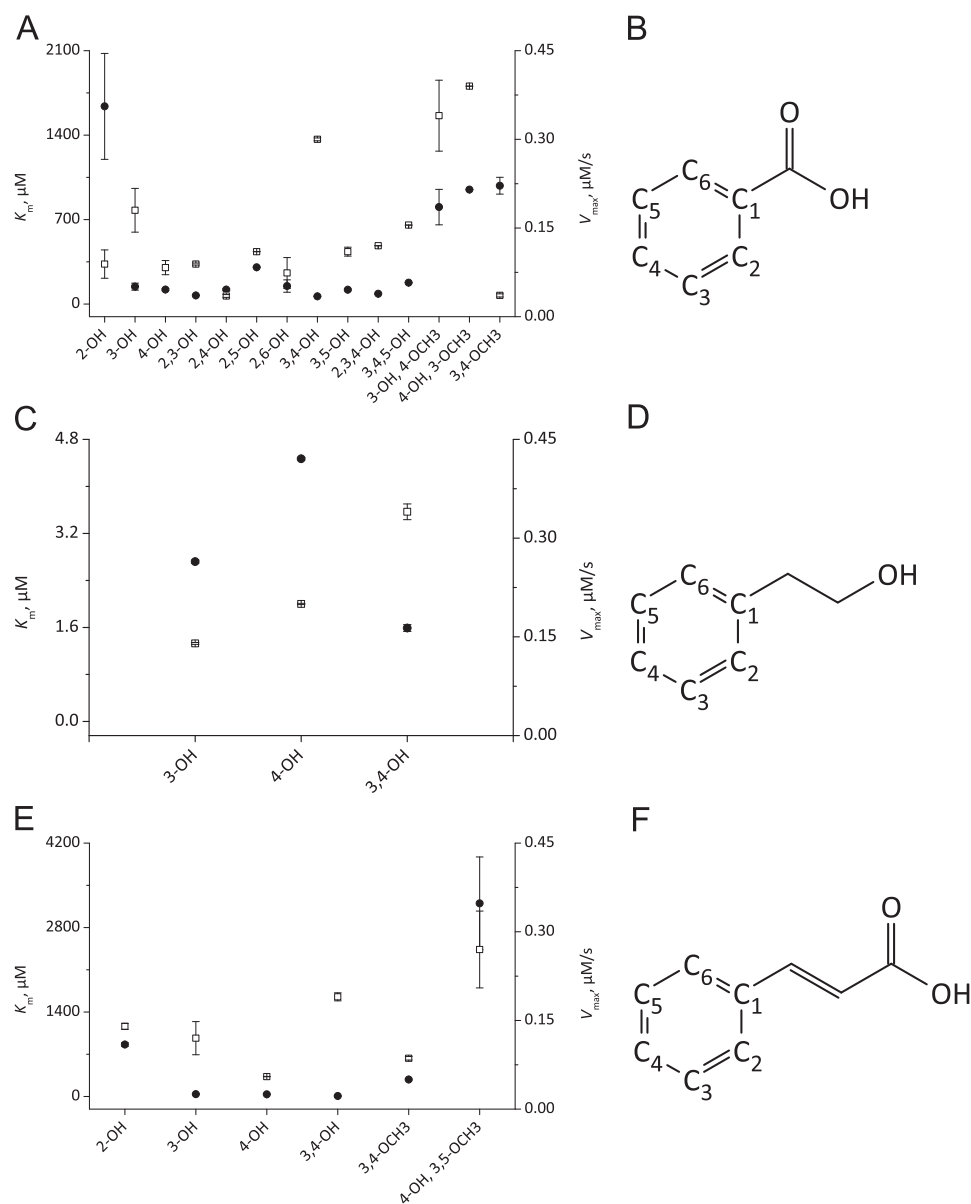 A
B
2100
1400
700
0
0.45
0.30
0.15
0.00
Km, µM
Vmax, µM/s
2-OH
3-OH
4-OH
2,3-OH
2,4-OH
2,5-OH
2,6-OH
3,4-OH
3,5-OH
2,3,4-OH
3,4,5-OH
3-OH, 4-OCH3
4-OH, 3-OCH3
3,4-OCH3
O
OH
C6
C5
C1
C4
C2
C3
C
D
4.8
3.2
1.6
0.0
0.45
0.30
0.15
0.00
Km, µM
Vmax, µM/s
3-OH
4-OH
3,4-OH
OH
C6
C5
C1
C4
C2
C3
E
F
4200
2800
1400
0
0.45
0.30
0.15
0.00
Km, µM
Vmax, µM/s
2-OH
3-OH
4-OH
3,4-OH
3,4-OCH3
4-OH, 3,5-OCH3
O
OH
C6
C5
C1
C4
C2
C3